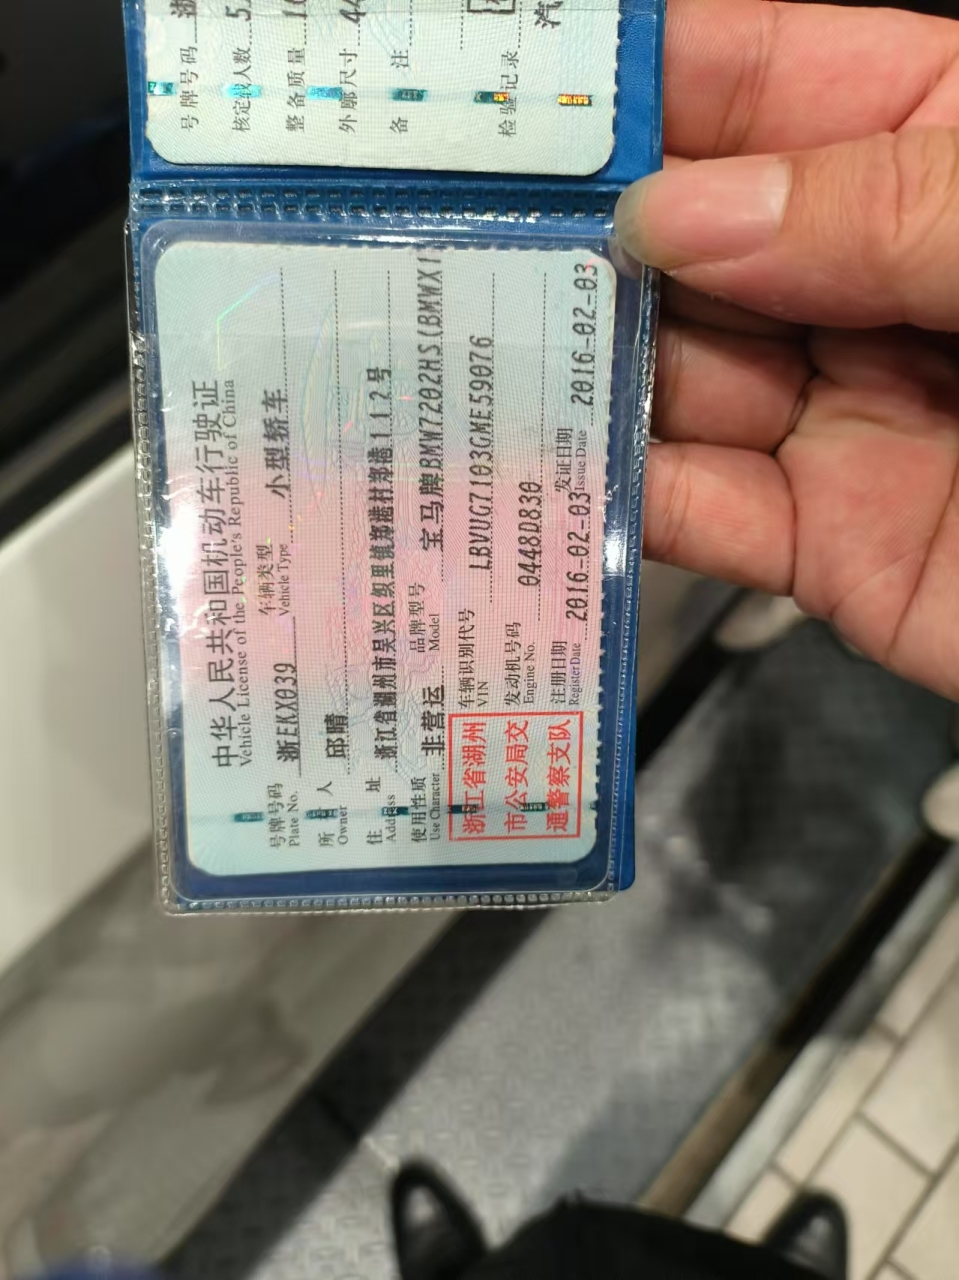 中华人民共和国机动车行驶证
Vehicle License of the People's Republic of China
号牌号码 浙EKX039 车辆类型 小型轿车
Plate No. Vehicle Type
所有人 邱晴
Owner
住址 浙江省湖州市吴兴区织里镇郑港村郑港112号
Address
使用性质 非营运 品牌型号 宝马牌BMW7202HS(BMWX1
Use Character Model
浙江省湖州
市公安局交
通警察支队
车辆识别代号 LBVUG7103GME59076
VIN
发动机号码 0448D830
Engine No.
注册日期 2016-02-03 发证日期 2016-02-03
Register Date Issue Date
号牌号码 浙
核定载人数 5
整备质量
外廓尺寸 44
备注
检验记录
汽